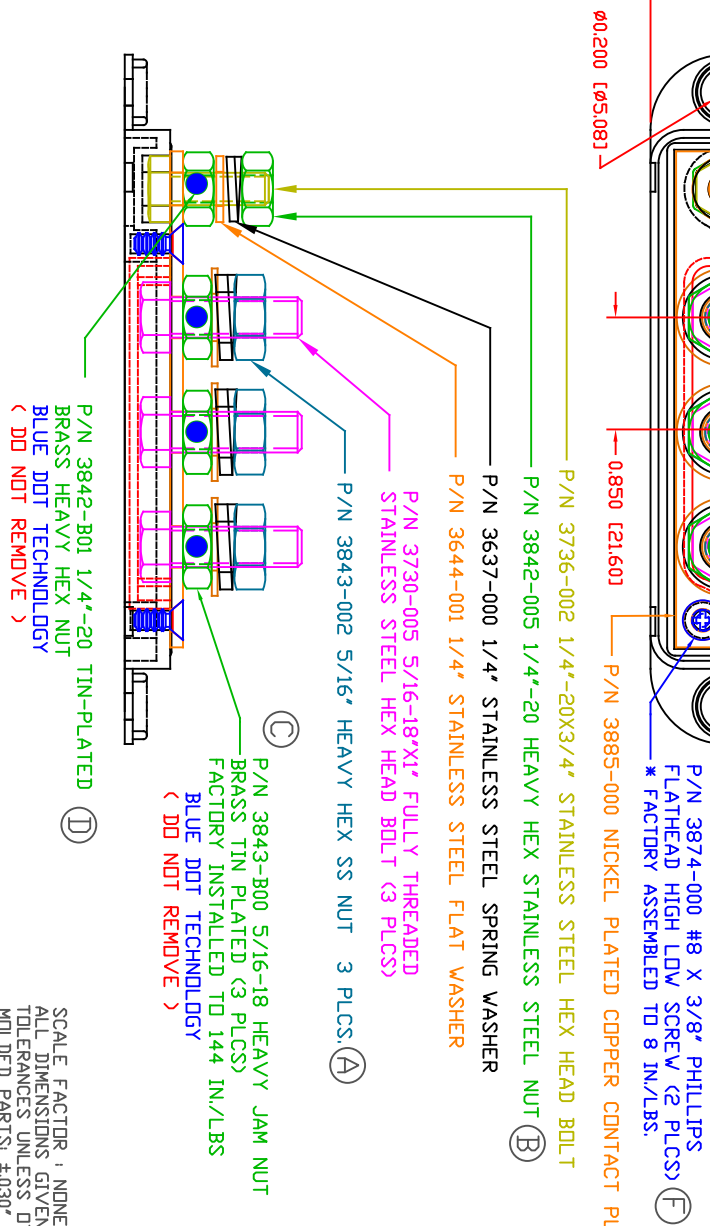 ø0.200 [ø5.08]
0.850 [21.60]
P/N 3874-000 #8 X 3/8" PHILLIPS
FLATHEAD HIGH LOW SCREW (2 PLCS)
* FACTORY ASSEMBLED TO 8 IN./LBS.
F
P/N 3885-000 NICKEL PLATED COPPER CONTACT
P/N 3736-002 1/4"-20X3/4" STAINLESS STEEL HEX HEAD BOLT
P/N 3842-005 1/4"-20 HEAVY HEX STAINLESS STEEL NUT
B
P/N 3637-000 1/4" STAINLESS STEEL SPRING WASHER
P/N 3644-001 1/4" STAINLESS STEEL FLAT WASHER
P/N 3730-005 5/16-18"X1" FULLY THREADED
STAINLESS STEEL HEX HEAD BOLT (3 PLCS)
P/N 3843-002 5/16" HEAVY HEX SS NUT 3 PLCS.
A
C
P/N 3843-B00 5/16-18 HEAVY JAM NUT
BRASS TIN PLATED (3 PLCS)
FACTORY INSTALLED TO 144 IN./LBS
BLUE DOT TECHNOLOGY
( DO NOT REMOVE )
P/N 3842-B01 1/4"-20 TIN-PLATED
BRASS HEAVY HEX NUT
BLUE DOT TECHNOLOGY
( DO NOT REMOVE )
D
SCALE FACTOR : NONE
ALL DIMENSIONS GIVEN
TOLERANCES UNLESS
MOLDED PARTS: ±.030"